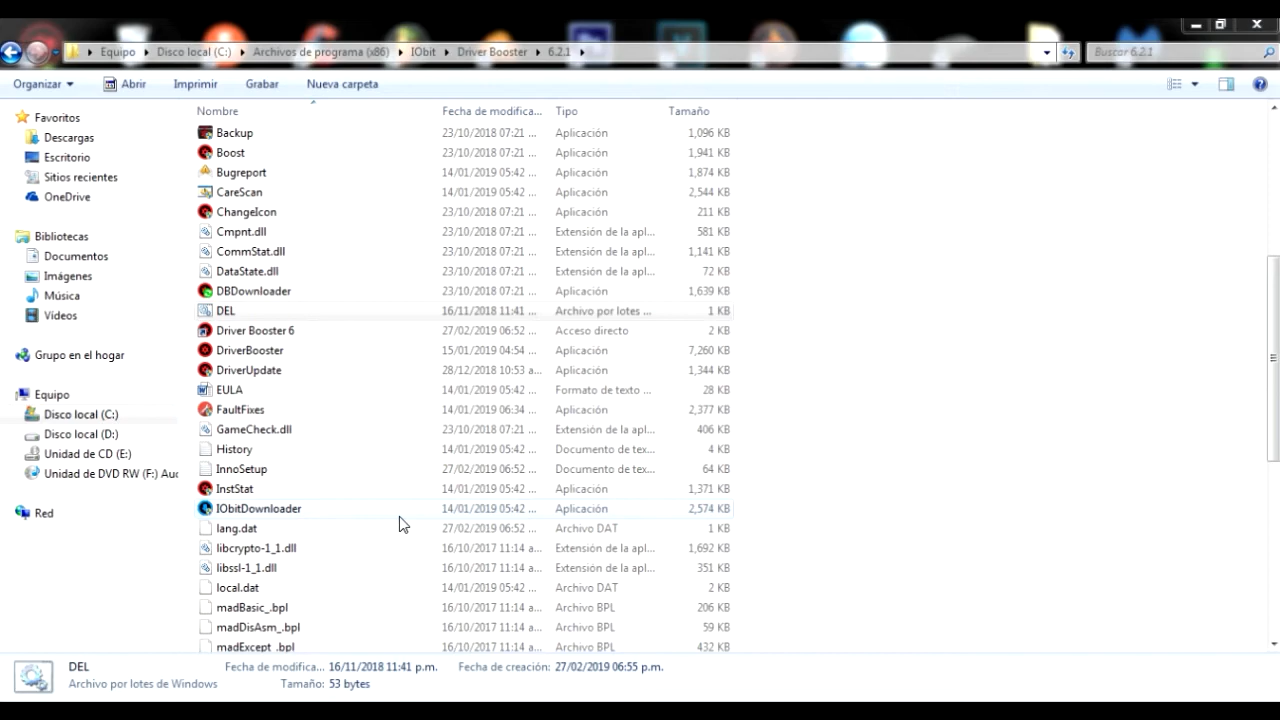 Equipo Disco local (C:) Archivos de programa (x86) IObit Driver Booster 6.2.1 Buscar 6.2.1
Organizar Abrir Imprimir Grabar Nueva carpeta
Nombre Fecha de modifica... Tipo Tamaño
Favoritos
Descargas
Escritorio
Sitios recientes
OneDrive
Bibliotecas
Documentos
Imágenes
Música
Vídeos
Grupo en el hogar
Equipo
Disco local (C:)
Disco local (D:)
Unidad de CD (E:)
Unidad de DVD RW (F:) Auc
Red
Backup 23/10/2018 07:21 ... Aplicación 1,096 KB
Boost 23/10/2018 07:21 ... Aplicación 1,941 KB
Bugreport 14/01/2019 05:42 ... Aplicación 1,874 KB
CareScan 14/01/2019 05:42 ... Aplicación 2,544 KB
ChangeIcon 23/10/2018 07:21 ... Aplicación 211 KB
Cmpnt.dll 23/10/2018 07:21 ... Extensión de la apl... 581 KB
CommStat.dll 23/10/2018 07:21 ... Extensión de la apl... 1,141 KB
DataState.dll 23/10/2018 07:21 ... Extensión de la apl... 72 KB
DBDownloader 23/10/2018 07:21 ... Aplicación 1,639 KB
DEL 16/11/2018 11:41 ... Archivo por lotes ... 1 KB
Driver Booster 6 27/02/2019 06:52 ... Acceso directo 2 KB
DriverBooster 15/01/2019 04:54 ... Aplicación 7,260 KB
DriverUpdate 28/12/2018 10:53 a... Aplicación 1,344 KB
EULA 14/01/2019 05:42 ... Formato de texto ... 28 KB
FaultFixes 14/01/2019 06:34 ... Aplicación 2,377 KB
GameCheck.dll 23/10/2018 07:21 ... Extensión de la apl... 406 KB
History 14/01/2019 05:42 ... Documento de tex... 4 KB
InnoSetup 27/02/2019 06:52 ... Documento de tex... 64 KB
InstStat 14/01/2019 05:42 ... Aplicación 1,371 KB
IObitDownloader 14/01/2019 05:42 ... Aplicación 2,574 KB
lang.dat 27/02/2019 06:52 ... Archivo DAT 1 KB
libcrypto-1_1.dll 16/10/2017 11:14 a... Extensión de la apl... 1,692 KB
libssl-1_1.dll 16/10/2017 11:14 a... Extensión de la apl... 351 KB
local.dat 14/01/2019 05:42 ... Archivo DAT 2 KB
madBasic_.bpl 16/10/2017 11:14 a... Archivo BPL 206 KB
madDisAsm_.bpl 16/10/2017 11:14 a... Archivo BPL 59 KB
madExcept_.bpl 16/10/2017 11:14 a... Archivo BPL 432 KB
DEL Fecha de modifica... 16/11/2018 11:41 p.m. Fecha de creación: 27/02/2019 06:55 p.m.
Archivo por lotes de Windows Tamaño: 53 bytes